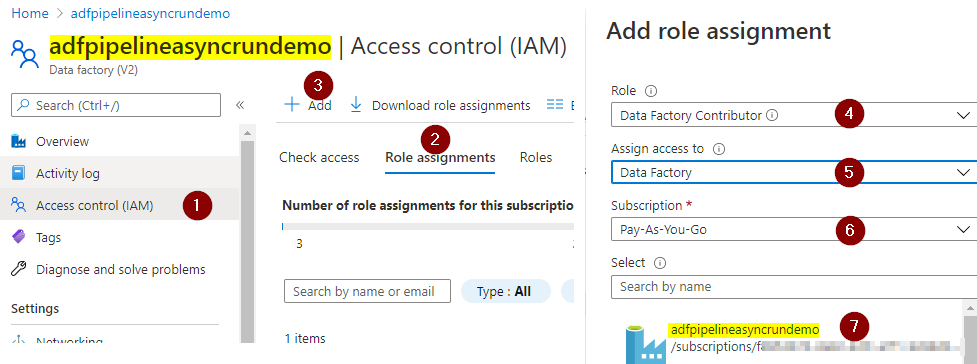 Home > adfpipelineasyncrundemo
adfpipelineasyncrundemo | Access control (IAM)
Data factory (V2)
Search (Ctrl+/)
«
Overview
Activity log
Access control (IAM)
1
Tags
Diagnose and solve problems
Settings
Networking
3
+ Add
Download role assignments
2
Check access
Role assignments
Roles
Number of role assignments for this subscriptio
3
Search by name or email
Type : All
1 items
Add role assignment
Role
Data Factory Contributor
4
Assign access to
Data Factory
5
Subscription *
Pay-As-You-Go
6
Select
Search by name
adfpipelineasyncrundemo
7
/subscriptions/